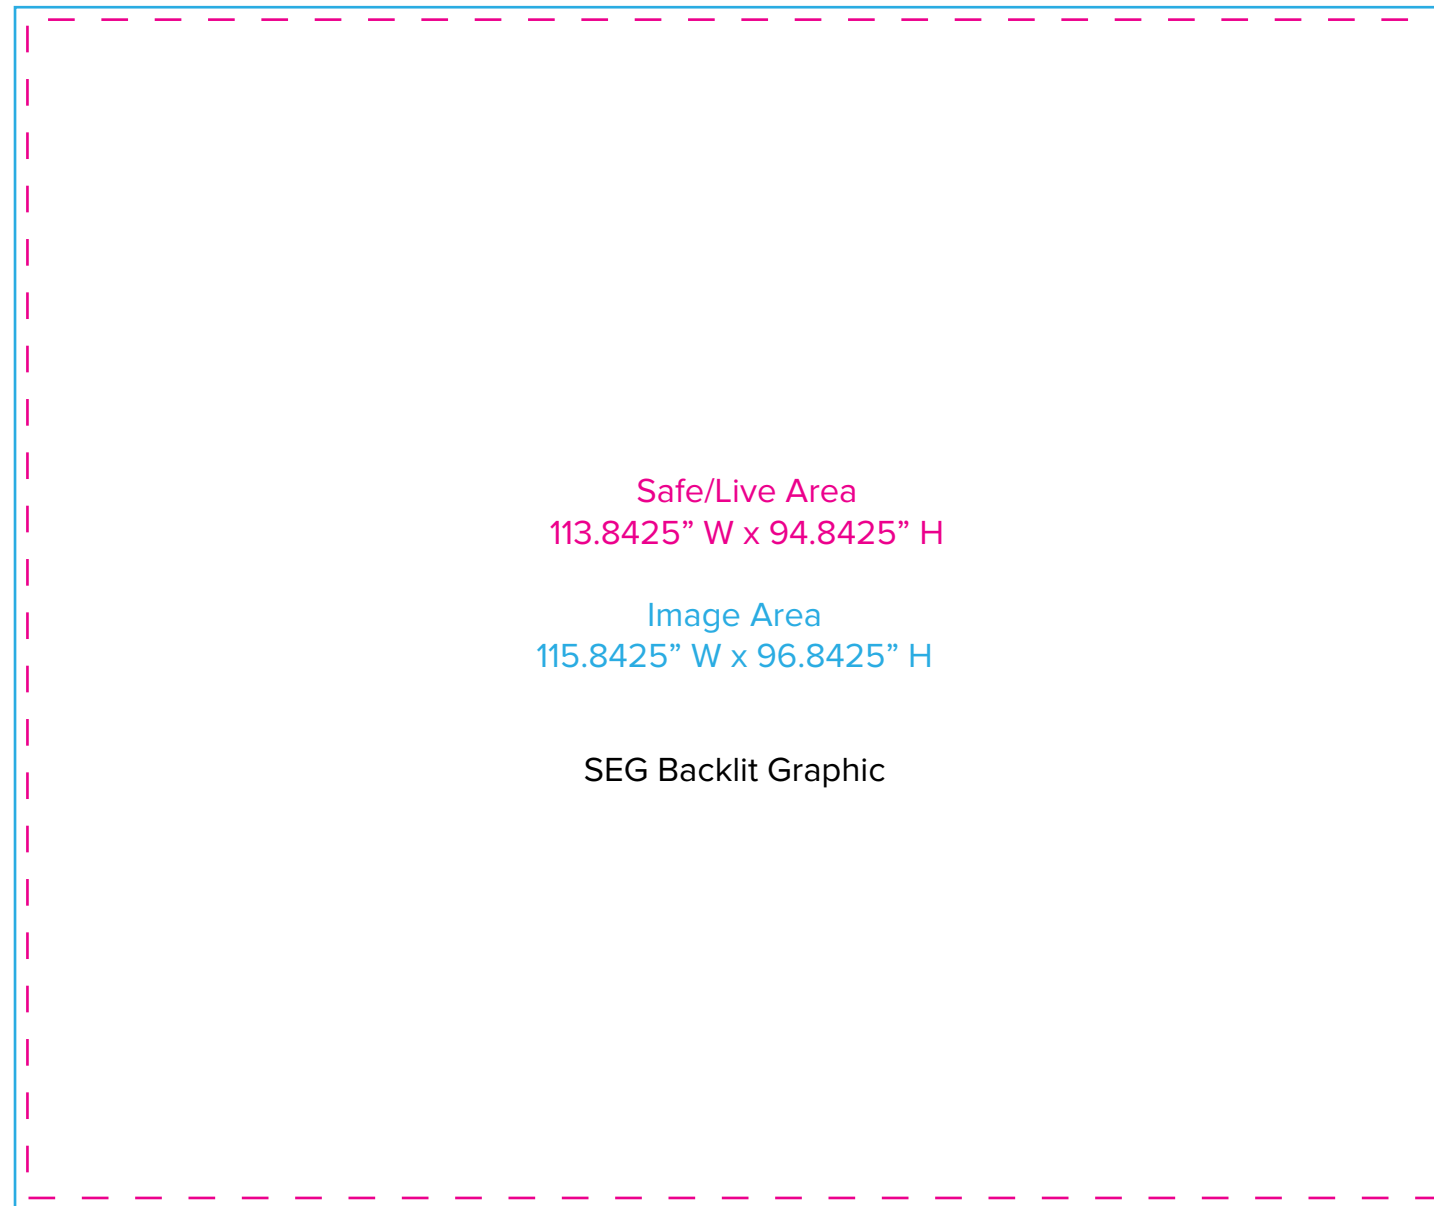 Safe/Live Area
113.8425” W x 94.8425” H
Image Area
115.8425” W x 96.8425” H
SEG Backlit Graphic